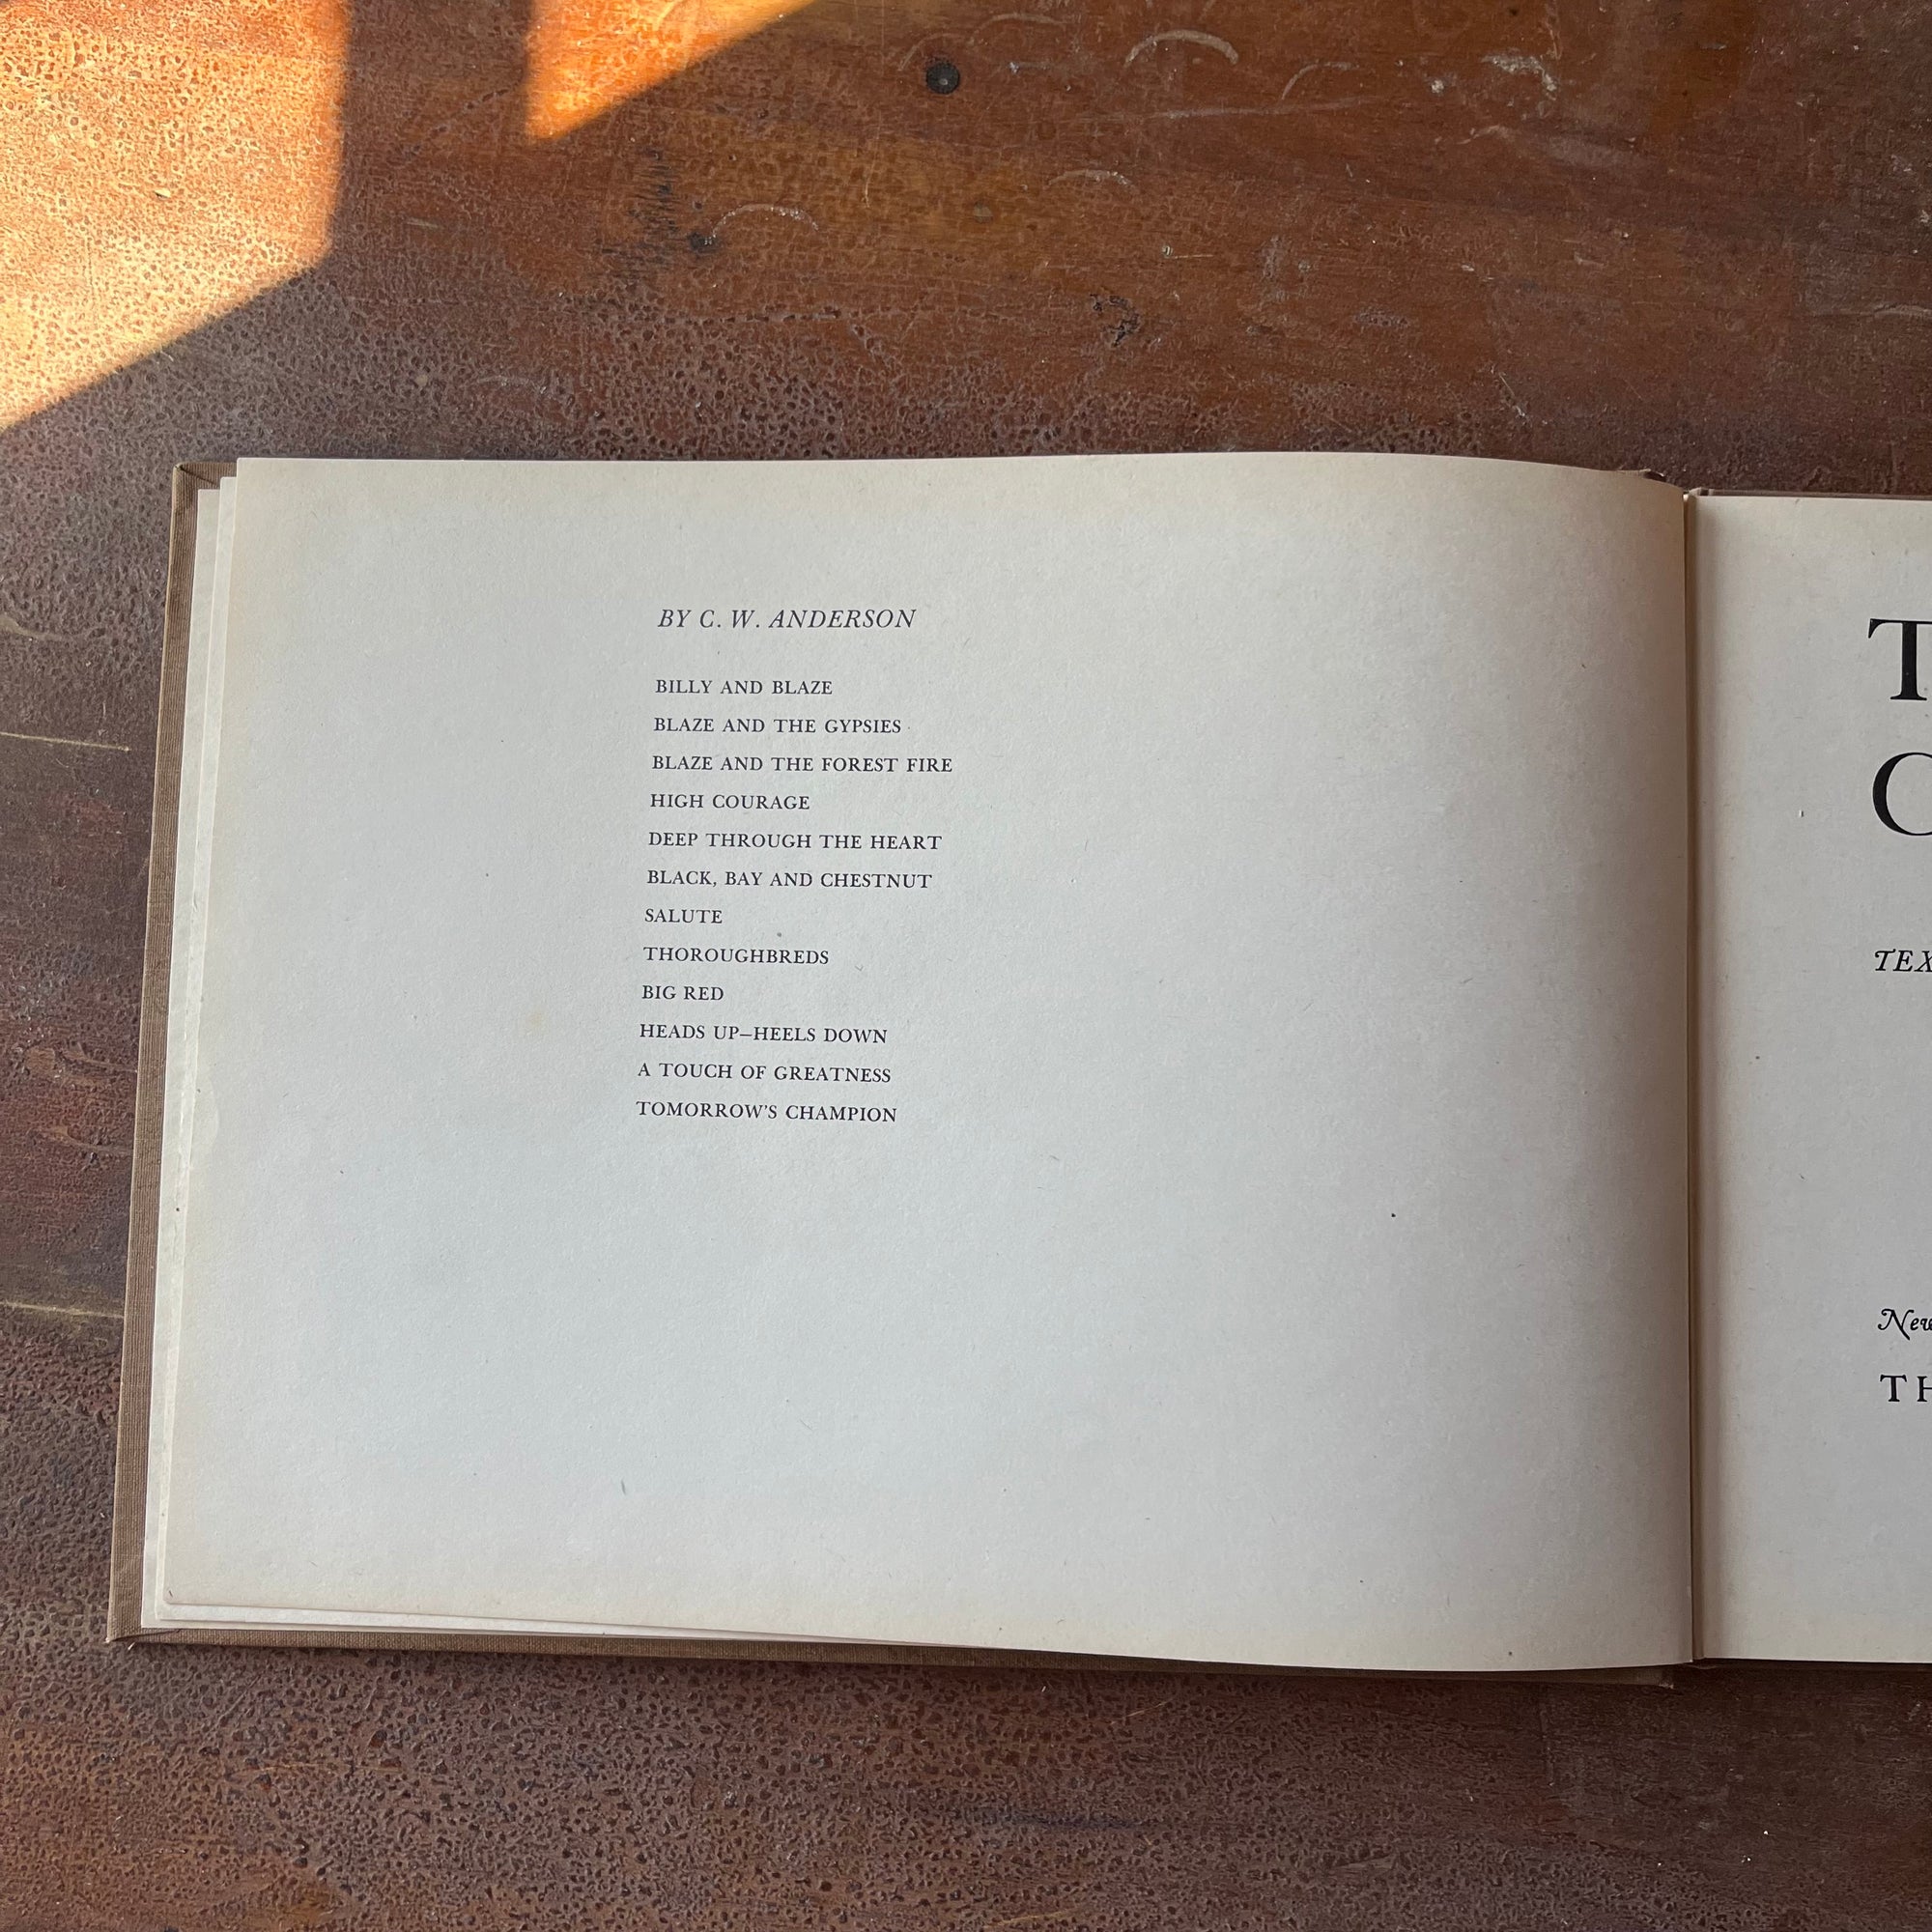 BY C. W. ANDERSON
BILLY AND BLAZE
BLAZE AND THE GYPSIES
BLAZE AND THE FOREST FIRE
HIGH COURAGE
DEEP THROUGH THE HEART
BLACK, BAY AND CHESTNUT
SALUTE
THOROUGHBREDS
BIG RED
HEADS UP—HEELS DOWN
A TOUCH OF GREATNESS
TOMORROW'S CHAMPION